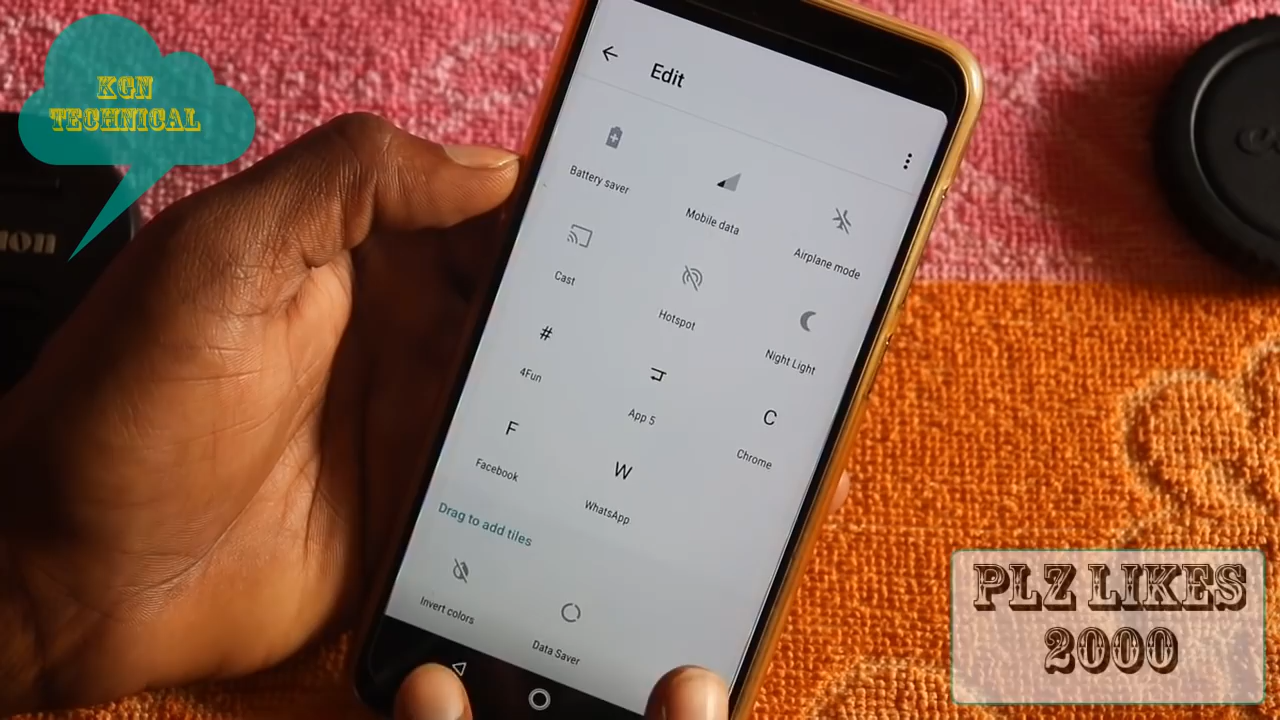 KGN
TECHNICAL
Edit
Battery saver
Mobile data
Airplane mode
Cast
Hotspot
Night Light
#
4Fun
App 5
C
Chrome
F
Facebook
W
WhatsApp
Drag to add tiles
Invert colors
Data Saver
PLZ LIKES
2000